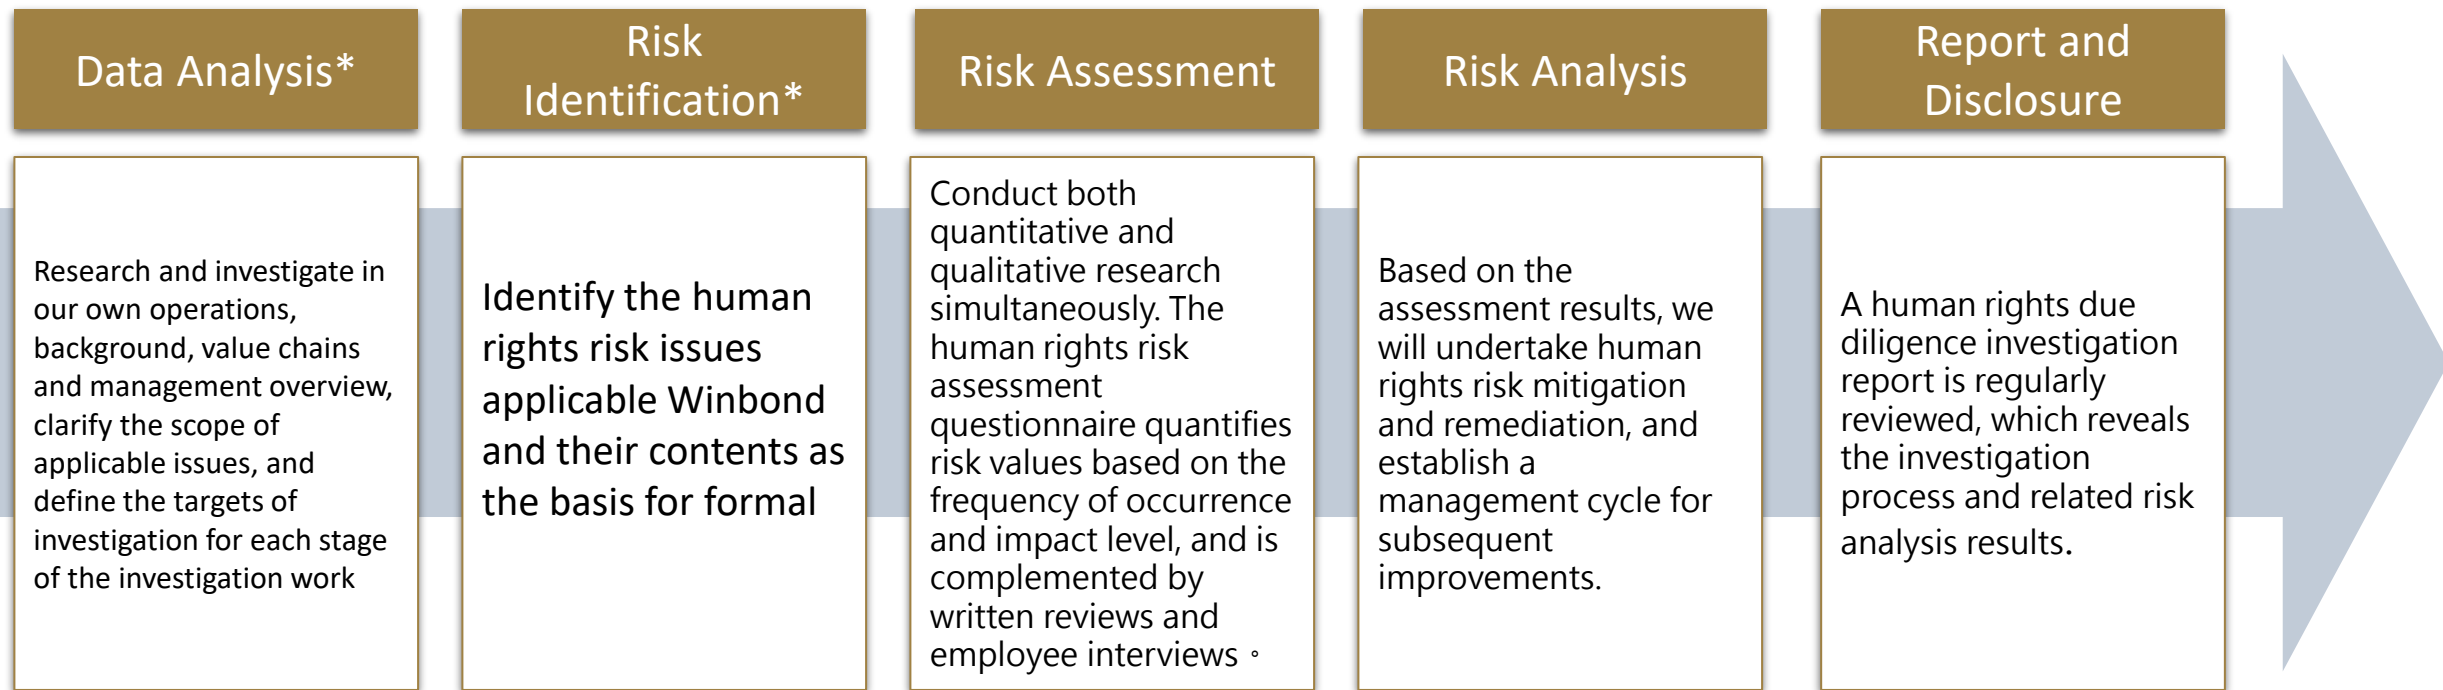 Data Analysis*
Research and investigate in
our own operations,
background, value chains
and management overview,
clarify the scope of
applicable issues, and
define the targets of
investigation for each stage
of the investigation work
Risk
Identification*
Identify the human
rights risk issues
applicable Winbond
and their contents as
the basis for formal
Risk Assessment
Conduct both
quantitative and
qualitative research
simultaneously. The
human rights risk
assessment
questionnaire quantifies
risk values based on the
frequency of occurrence
and impact level, and is
complemented by
written reviews and
employee interviews。
Risk Analysis
Based on the
assessment results, we
will undertake human
rights risk mitigation
and remediation, and
establish a
management cycle for
subsequent
improvements.
Report and
Disclosure
A human rights due
diligence investigation
report is regularly
reviewed, which reveals
the investigation
process and related risk
analysis results.